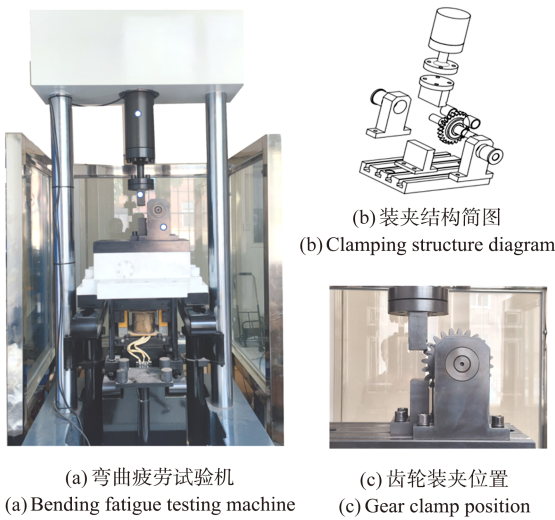 (b) 装夹结构简图
(b) Clamping structure diagram
(a) 弯曲疲劳试验机
(a) Bending fatigue testing machine
(c) 齿轮装夹位置
(c) Gear clamp position